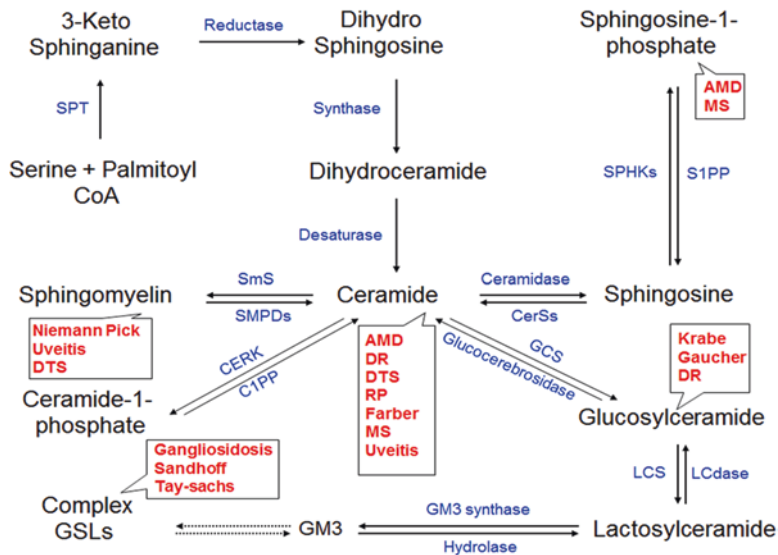 3-Keto
Sphinganine
Reductase
Dihydro
Sphingosine
Sphingosine-1-
phosphate
AMD
MS
SPT
Synthase
Serine + Palmitoyl
CoA
Dihydroceramide
SPHKs
S1PP
Desaturase
Sphingomyelin
SmS
SMPDs
Ceramide
Ceramidase
CerSs
Sphingosine
Niemann Pick
Uveitis
DTS
CERK
C1PP
AMD
DR
DTS
RP
Farber
MS
Uveitis
GCS
Glucocerebrosidase
Krabe
Gaucher
DR
Ceramide-1-
phosphate
Glucosylceramide
Gangliosidosis
Sandhoff
Tay-sachs
LCS
LCdase
Complex
GSLs
GM3
GM3 synthase
Hydrolase
Lactosylceramide